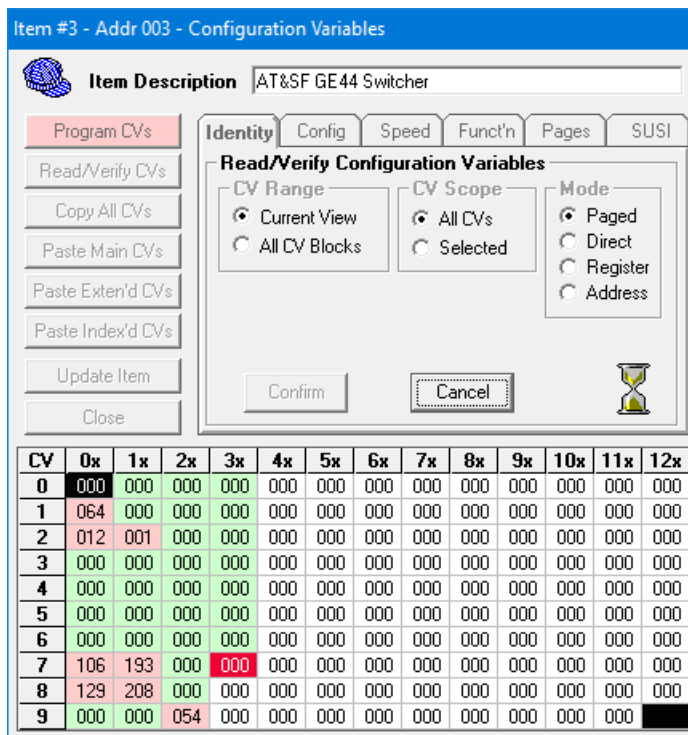 Item #3 - Addr 003 - Configuration Variables
Item Description AT&SF GE44 Switcher
Program CVs
Read/Verify CVs
Copy All CVs
Paste Main CVs
Paste Exten'd CVs
Paste Index'd CVs
Update Item
Close
Identity Config Speed Funct'n Pages SUSI
Read/Verify Configuration Variables
CV Range CV Scope Mode
Current View All CVs Paged
All CV Blocks Selected Direct
Register
Address
Confirm Cancel
CV 0x 1x 2x 3x 4x 5x 6x 7x 8x 9x 10x 11x 12x
0 000 000 000 000 000 000 000 000 000 000 000 000 000
1 064 000 000 000 000 000 000 000 000 000 000 000 000
2 012 001 000 000 000 000 000 000 000 000 000 000 000
3 000 000 000 000 000 000 000 000 000 000 000 000 000
4 000 000 000 000 000 000 000 000 000 000 000 000 000
5 000 000 000 000 000 000 000 000 000 000 000 000 000
6 000 000 000 000 000 000 000 000 000 000 000 000 000
7 106 193 000 000 000 000 000 000 000 000 000 000 000
8 129 208 000 000 000 000 000 000 000 000 000 000 000
9 000 000 054 000 000 000 000 000 000 000 000 000